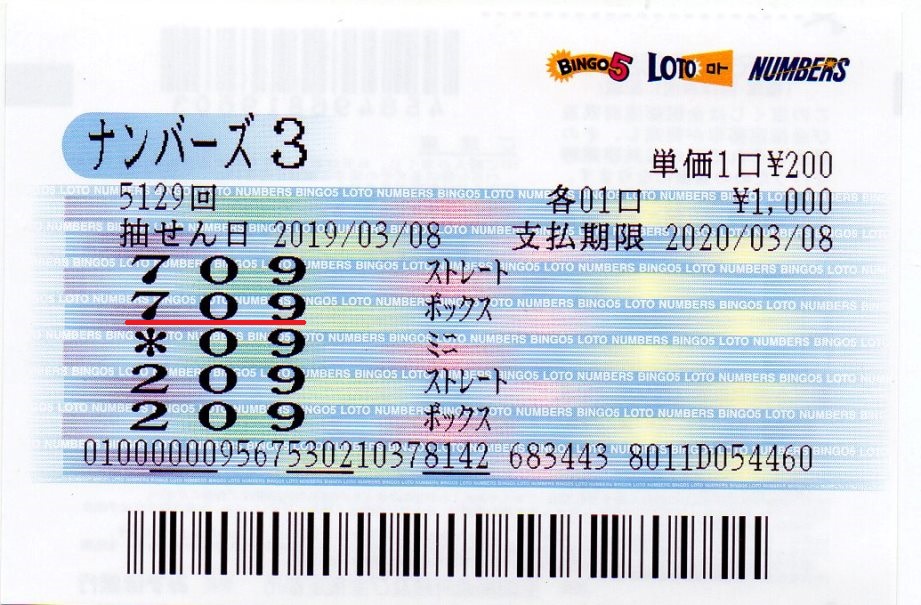 BINGO5 LOTO NUMBERS
ナンバーズ3
単価1口¥200
5129回 各01口 ¥1,000
抽せん日 2019/03/08 支払期限 2020/03/08
709 ストレート
709 ボックス
*09 ミニ
209 ストレート
209 ボックス
010000009567530210378142 683443 8011D054460